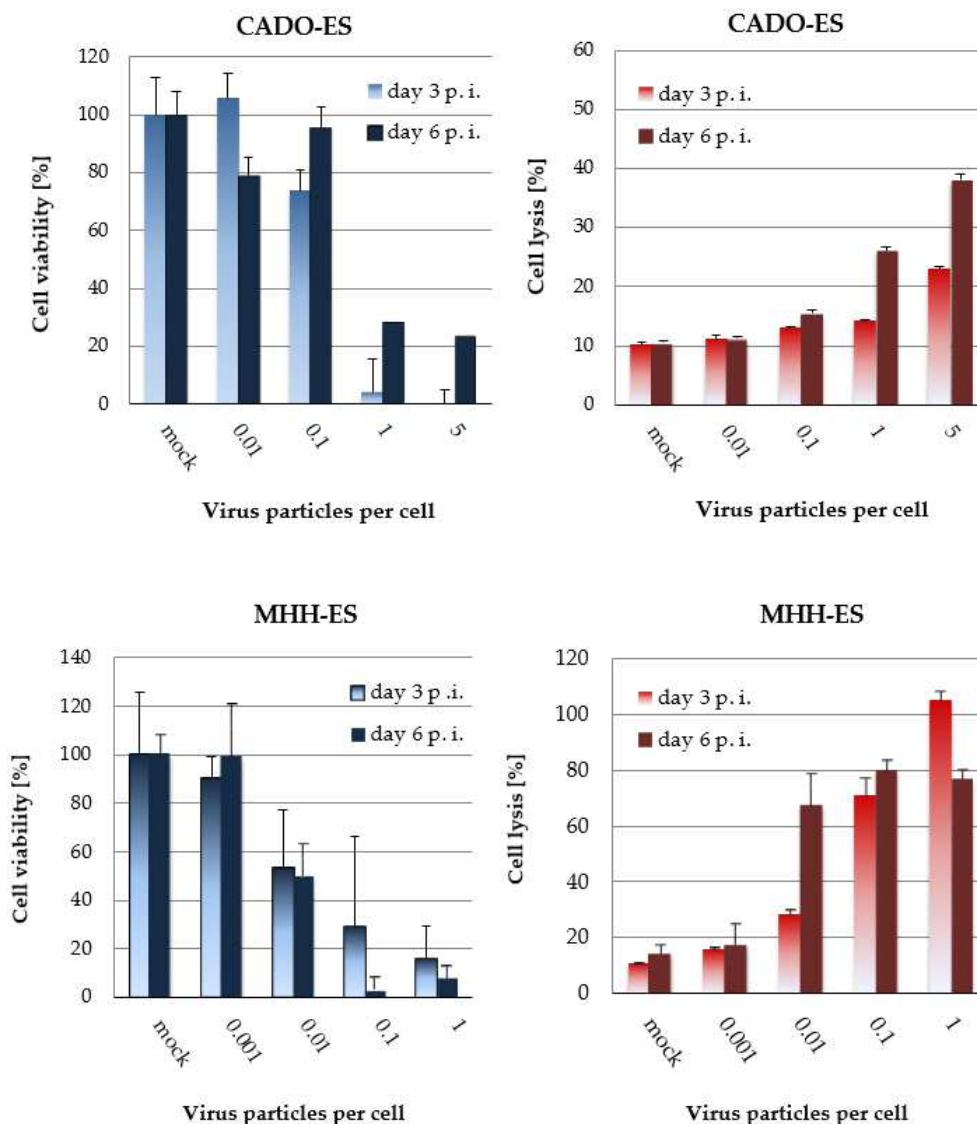 CADO-ES
120
100
80
60
40
20
0
Cell viability [%]
day 3 p. i.
day 6 p. i.
mock
0.01
0.1
1
5
Virus particles per cell
CADO-ES
60
50
40
30
20
10
0
Cell lysis [%]
day 3 p. i.
day 6 p. i.
mock
0.01
0.1
1
5
Virus particles per cell
MHH-ES
140
120
100
80
60
40
20
0
Cell viability [%]
day 3 p .i.
day 6 p. i.
mock
0.001
0.01
0.1
1
Virus particles per cell
MHH-ES
120
100
80
60
40
20
0
Cell lysis [%]
day 3 p. i.
day 6 p. i.
mock
0.001
0.01
0.1
1
Virus particles per cell